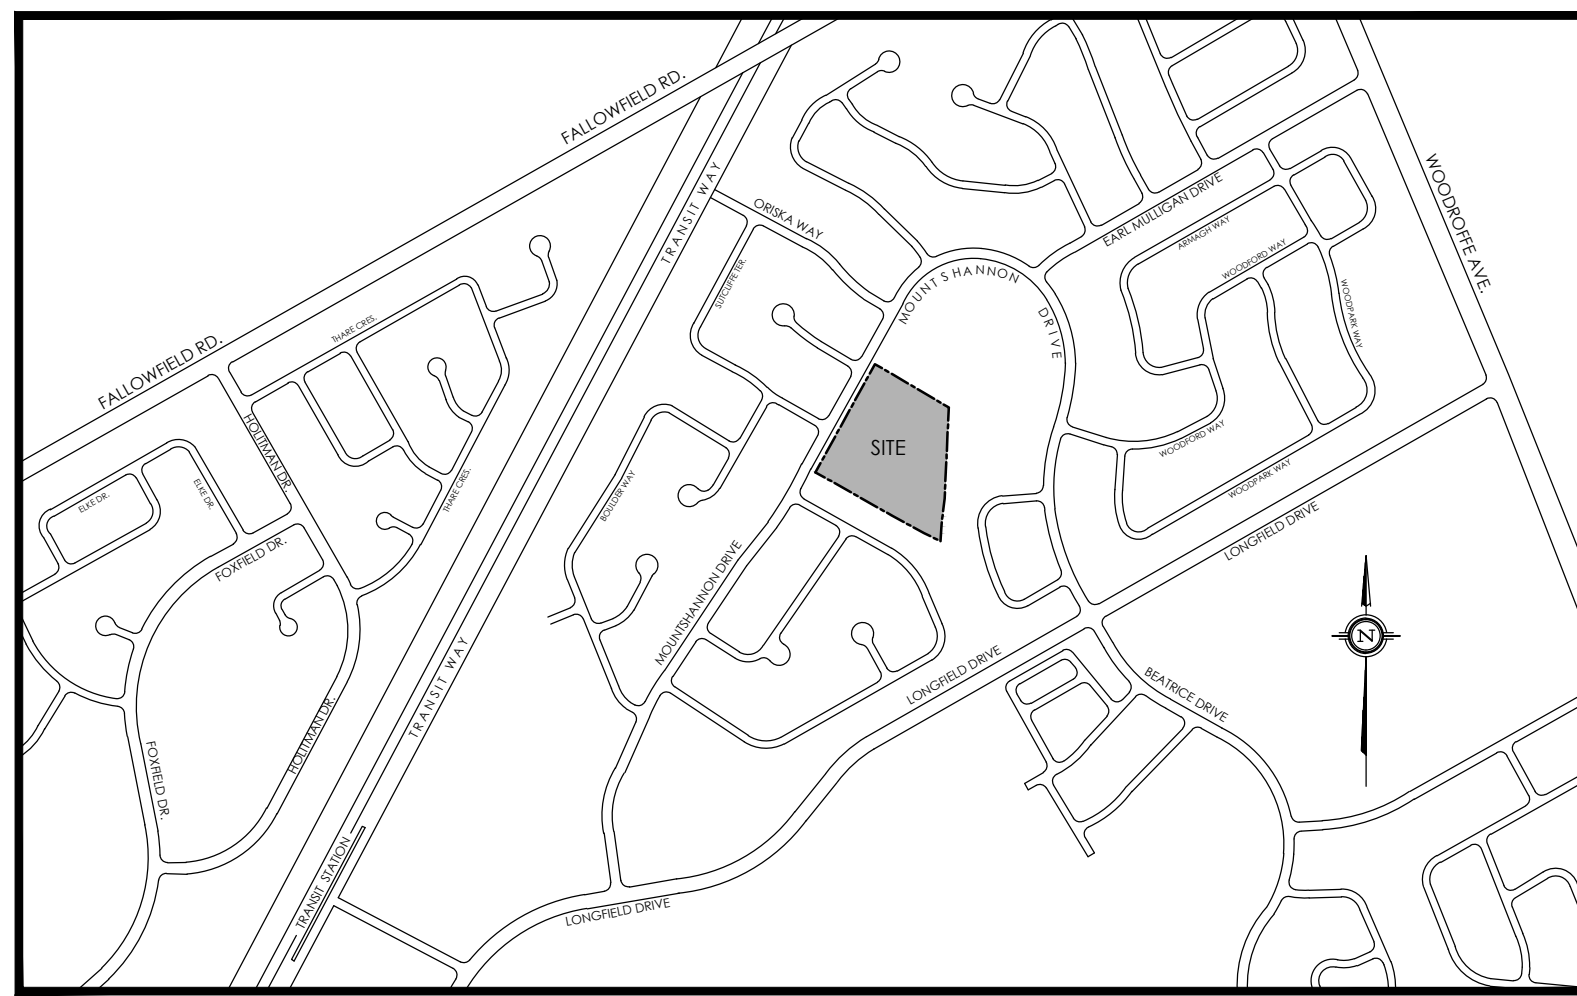 FALLOWFIELD RD.
TRANSIT WAY
ORISKA WAY
EARL MULLIGAN DRIVE
WOODROFFE AVE.
ARMAGH WAY
WOODFORD WAY
SUTCLIFFE TER.
MOUNTSHANNON
DRIVE
WOODPARK WAY
THARE CRES.
FALLOWFIELD RD.
HOLITMAN DR.
SITE
WOODFORD WAY
WOODPARK WAY
ELKE DR.
ELKE DR.
THARE CRES.
BOULDER WAY
LONGFIELD DRIVE
FOXFIELD DR.
MOUNTSHANNON DRIVE
N
TRANSIT WAY
LONGFIELD DRIVE
BEATRICE DRIVE
HOLITMAN DR.
FOXFIELD DR.
TRANSIT STATION
LONGFIELD DRIVE